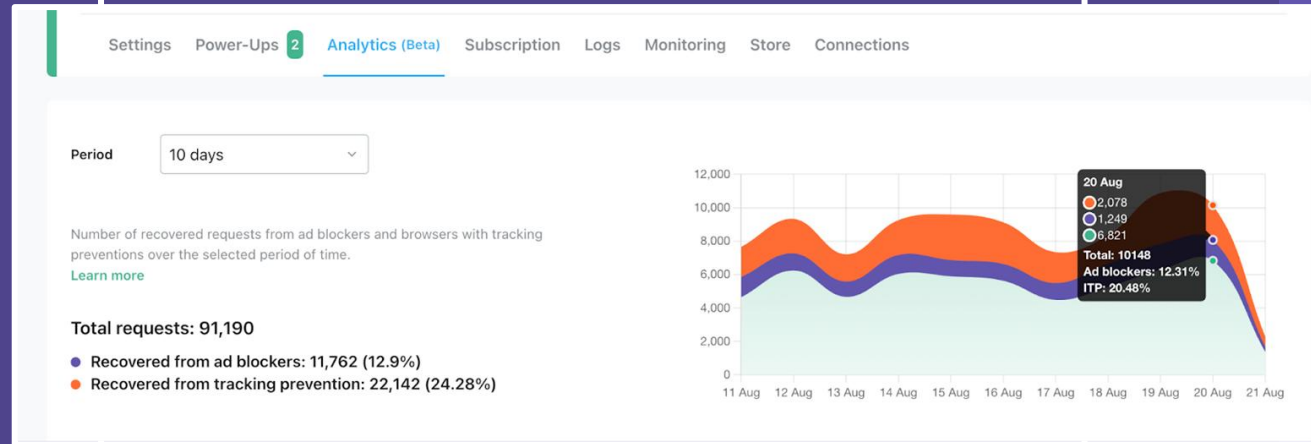 Settings Power-Ups 2 Analytics (Beta) Subscription Logs Monitoring Store Connections
Period 10 days
Number of recovered requests from ad blockers and browsers with tracking
preventions over the selected period of time.
Learn more
Total requests: 91,190
Recovered from ad blockers: 11,762 (12.9%)
Recovered from tracking prevention: 22,142 (24.28%)
12,000
10,000
8,000
6,000
4,000
2,000
0
20 Aug
2,078
1,249
6,821
Total: 10148
Ad blockers: 12.31%
ITP: 20.48%
11 Aug 12 Aug 13 Aug 14 Aug 15 Aug 16 Aug 17 Aug 18 Aug 19 Aug 20 Aug 21 Aug